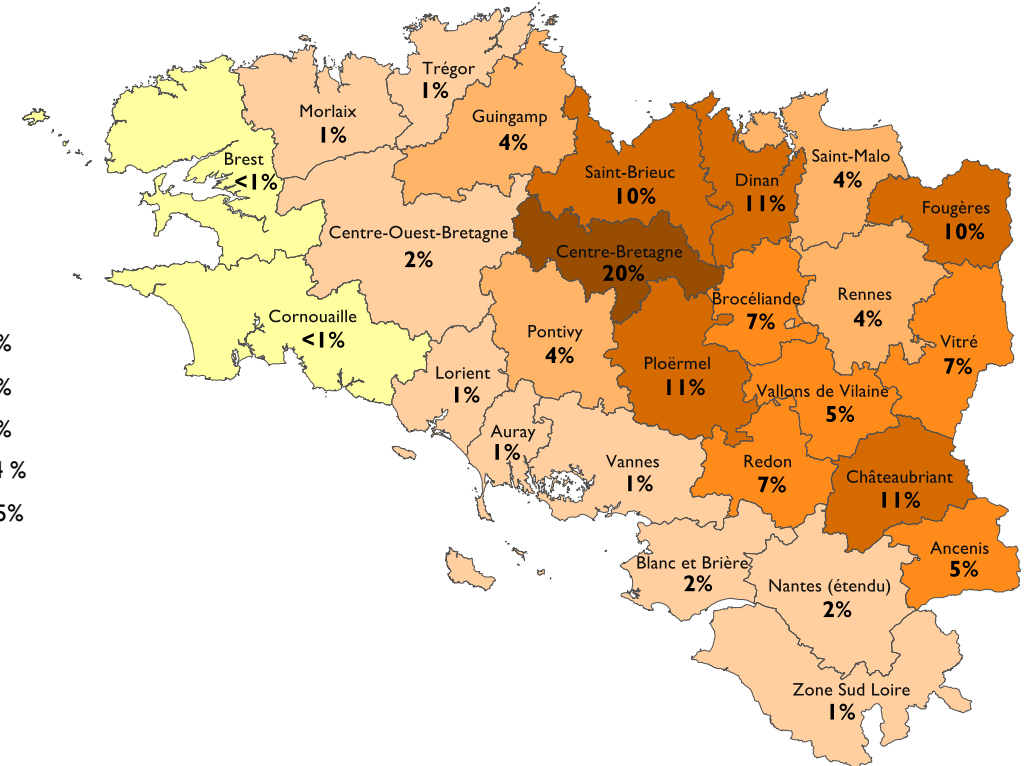 Trégor
1%
Morlaix
1%
Guingamp
4%
Brest
<1%
Saint-Brieuc
10%
Dinan
11%
Saint-Malo
4%
Fougères
10%
Centre-Ouest-Bretagne
2%
Centre-Bretagne
20%
Brocéliande
7%
Rennes
4%
Cornouaille
<1%
Pontivy
4%
Vitré
7%
%
Ploërmel
11%
Lorient
1%
%
Vallons de Vilaine
5%
%
Auray
1%
Vannes
1%
Redon
7%
Châteaubriant
11%
%
5%
Ancenis
5%
Blanc et Brière
2%
Nantes (étendu)
2%
Zone Sud Loire
1%